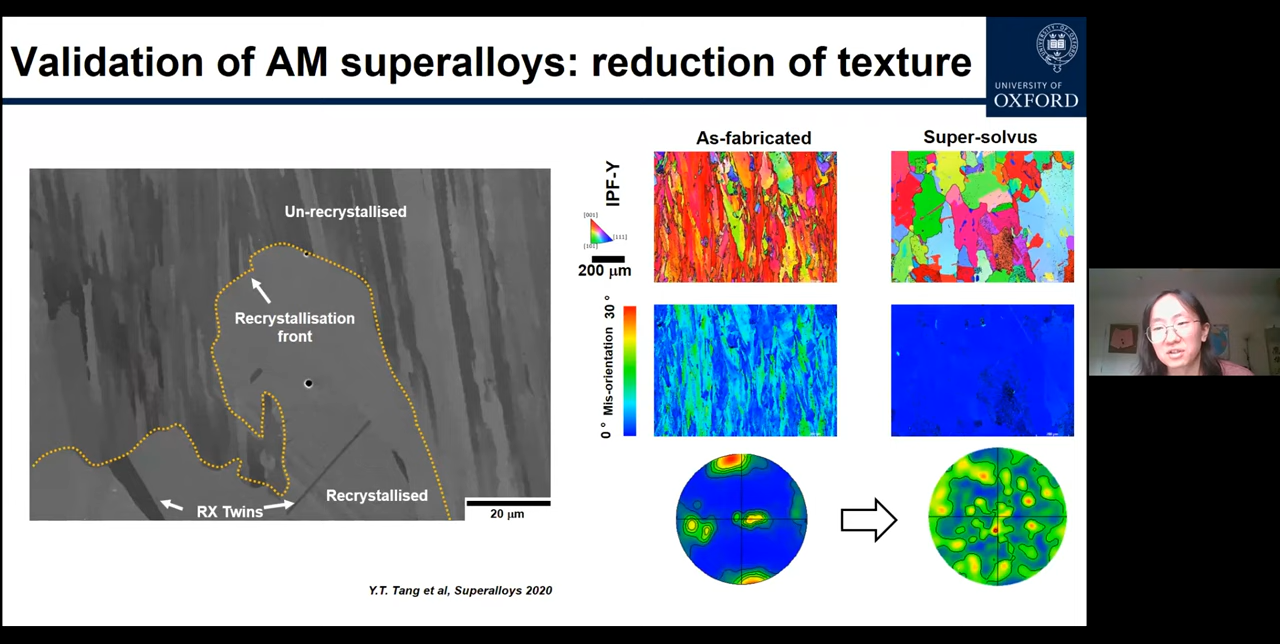 Validation of AM superalloys: reduction of texture
UNIVERSITY OF
OXFORD
Un-recrystallised
Recrystallisation
front
Recrystallised
RX Twins
20 μm
As-fabricated
Super-solvus
IPF-Y
[001]
[111]
[101]
200 μm
0 ° Mis-orientation 30 °
Y.T. Tang et al, Superalloys 2020